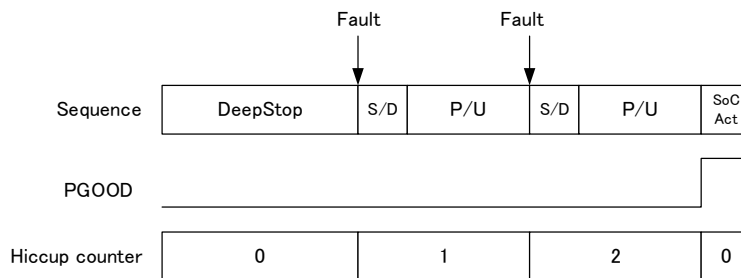 Fault Fault
Sequence DeepStop S/D P/U S/D P/U SoC Act
PGOOD
Hiccup counter 0 1 2 0